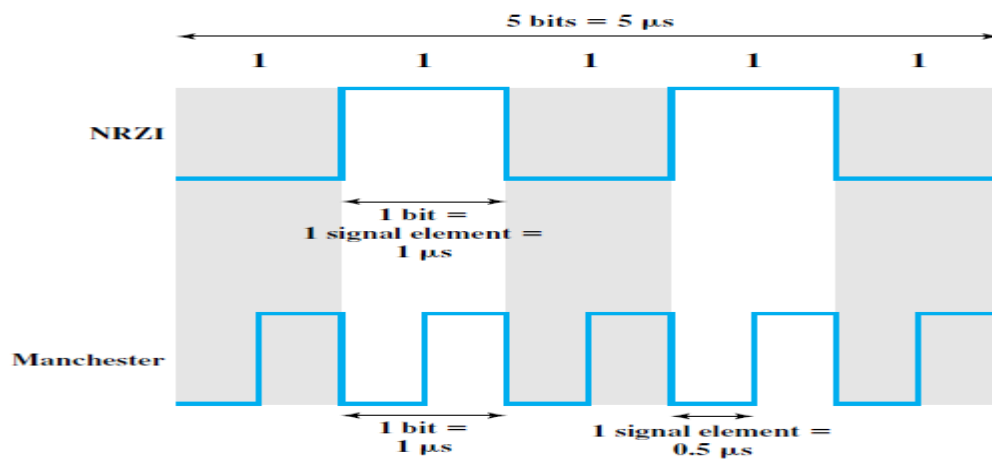 5 bits = 5 μs
1 1 1 1 1
NRZI
1 bit =
1 signal element =
1 μs
Manchester
1 bit =
1 μs
1 signal element =
0.5 μs